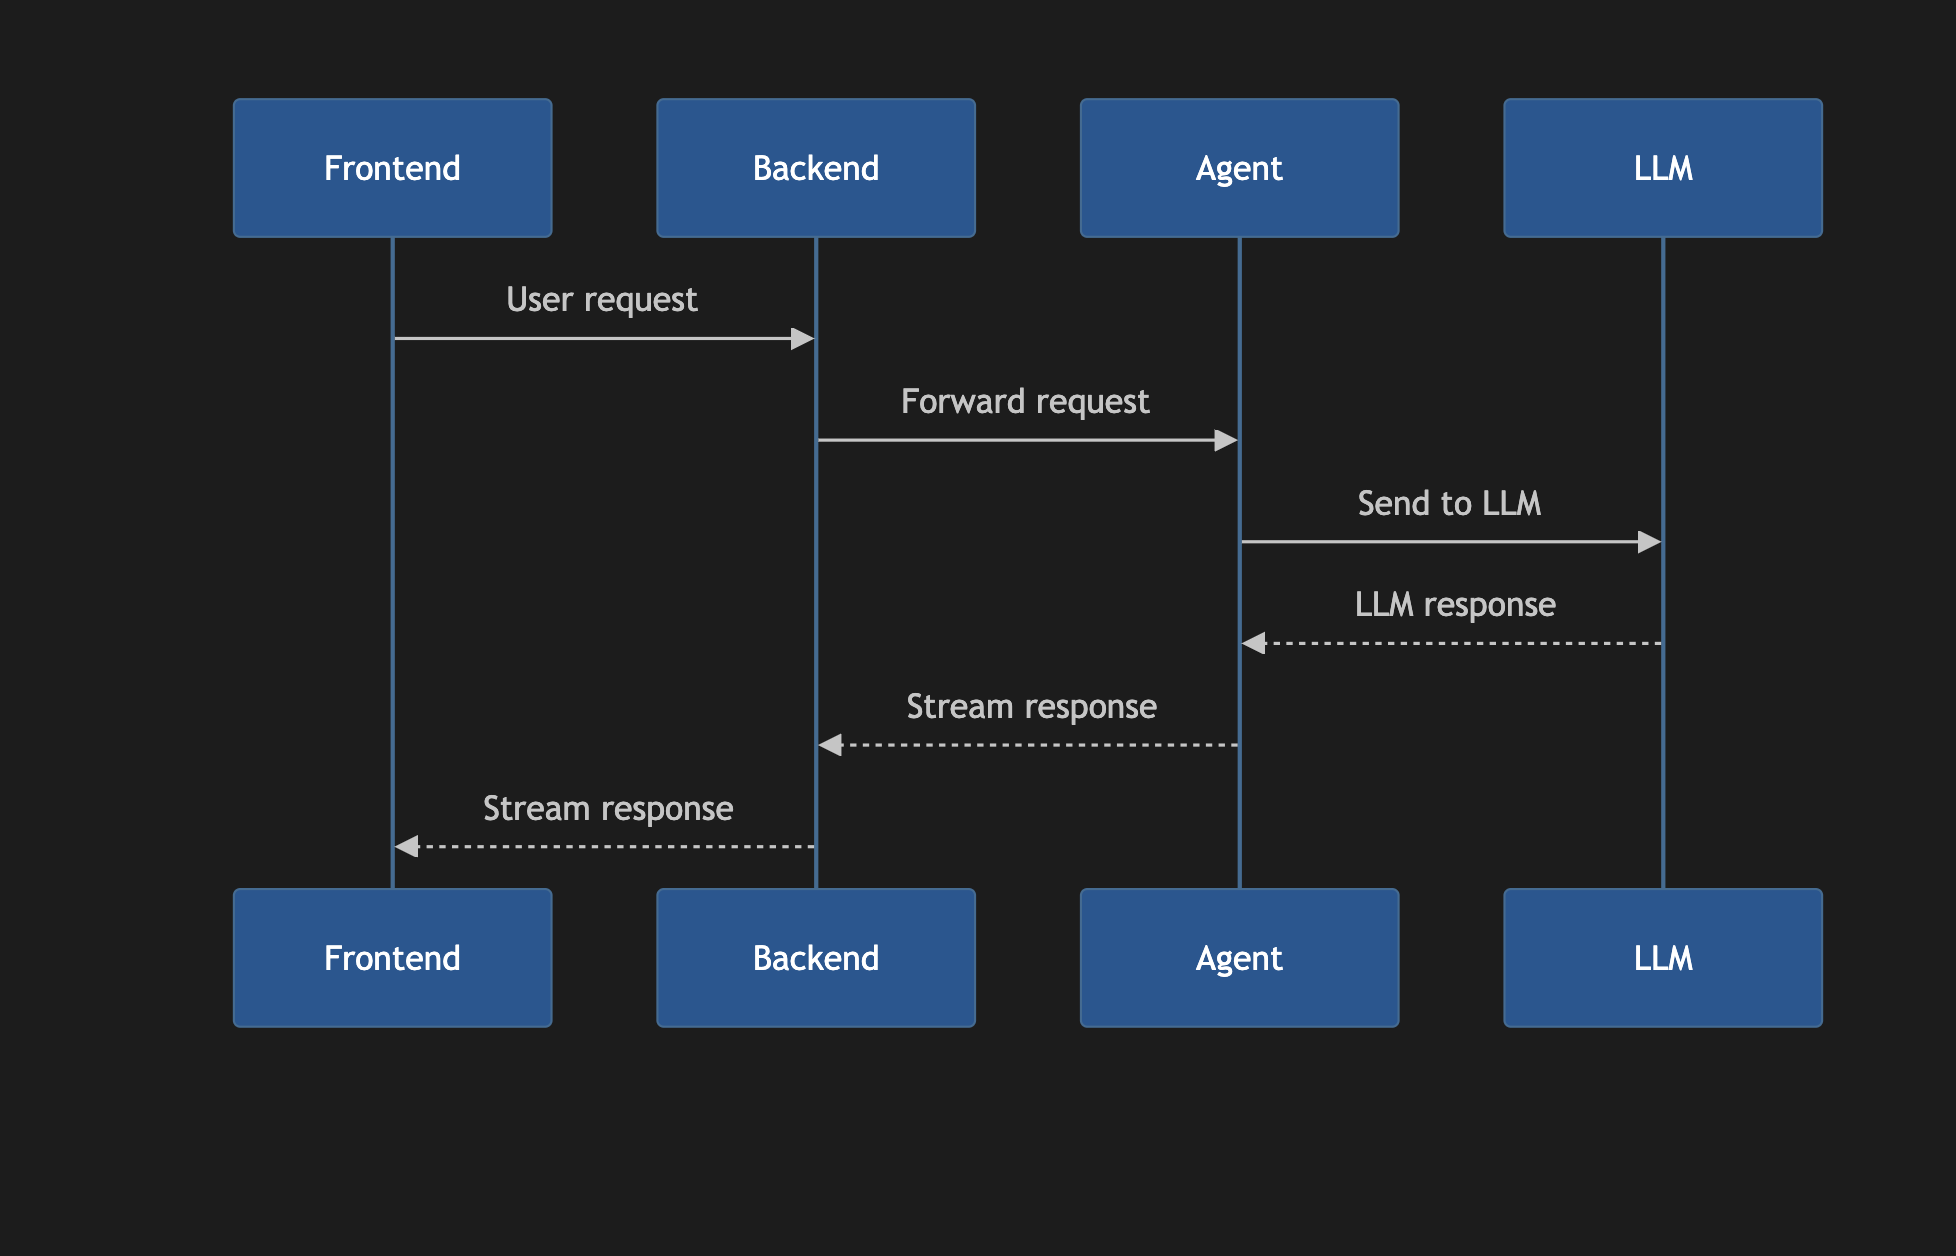 Frontend
Backend
Agent
LLM
User request
Forward request
Send to LLM
LLM response
Stream response
Stream response
Frontend
Backend
Agent
LLM